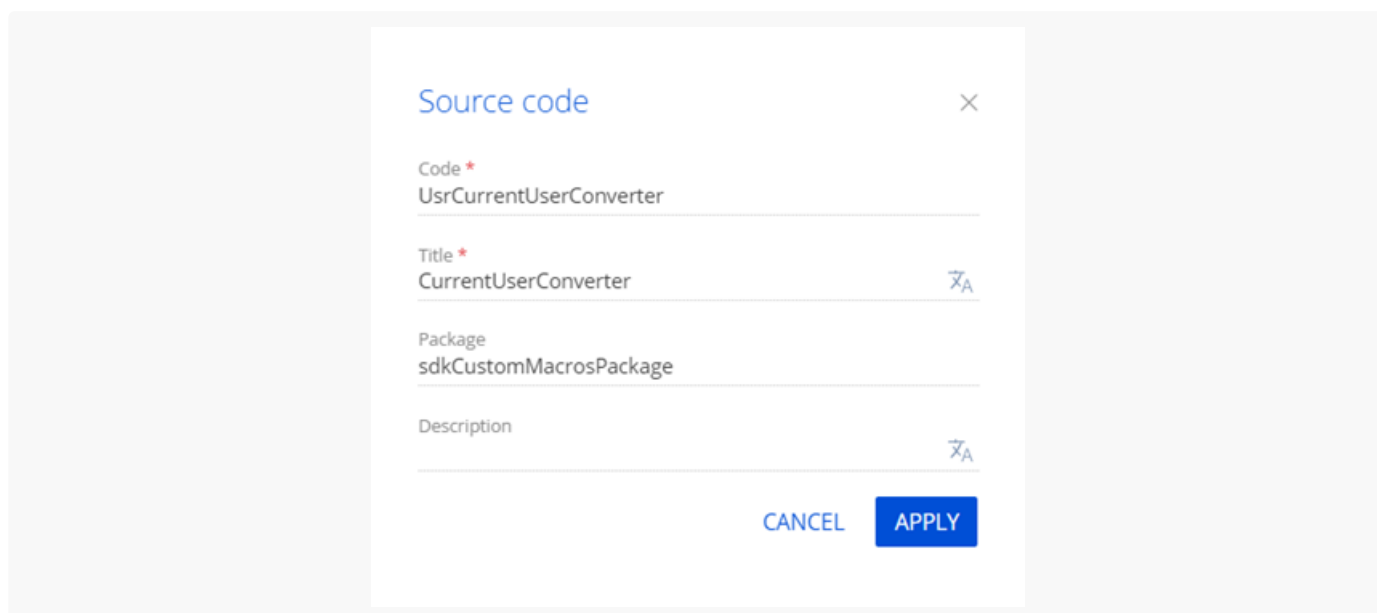 Source code
Code *
UsrCurrentUserConverter
Title *
CurrentUserConverter
Package
sdkCustomMacrosPackage
Description
CANCEL APPLY